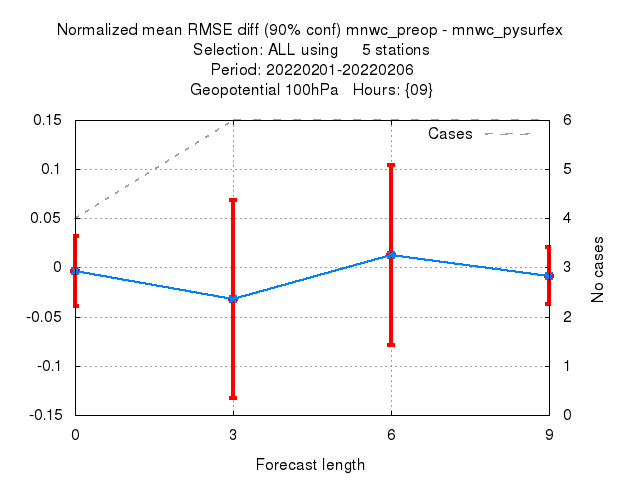 Normalized mean RMSE diff (90% conf) mnwc_preop - mnwc_pysurfex
Selection: ALL using 5 stations
Period: 20220201-20220206
Geopotential 100hPa Hours: {09}
Cases
0.15
0.1
0.05
0
-0.05
-0.1
-0.15
6
5
4
3
2
1
0
No cases
0 3 6 9
Forecast length